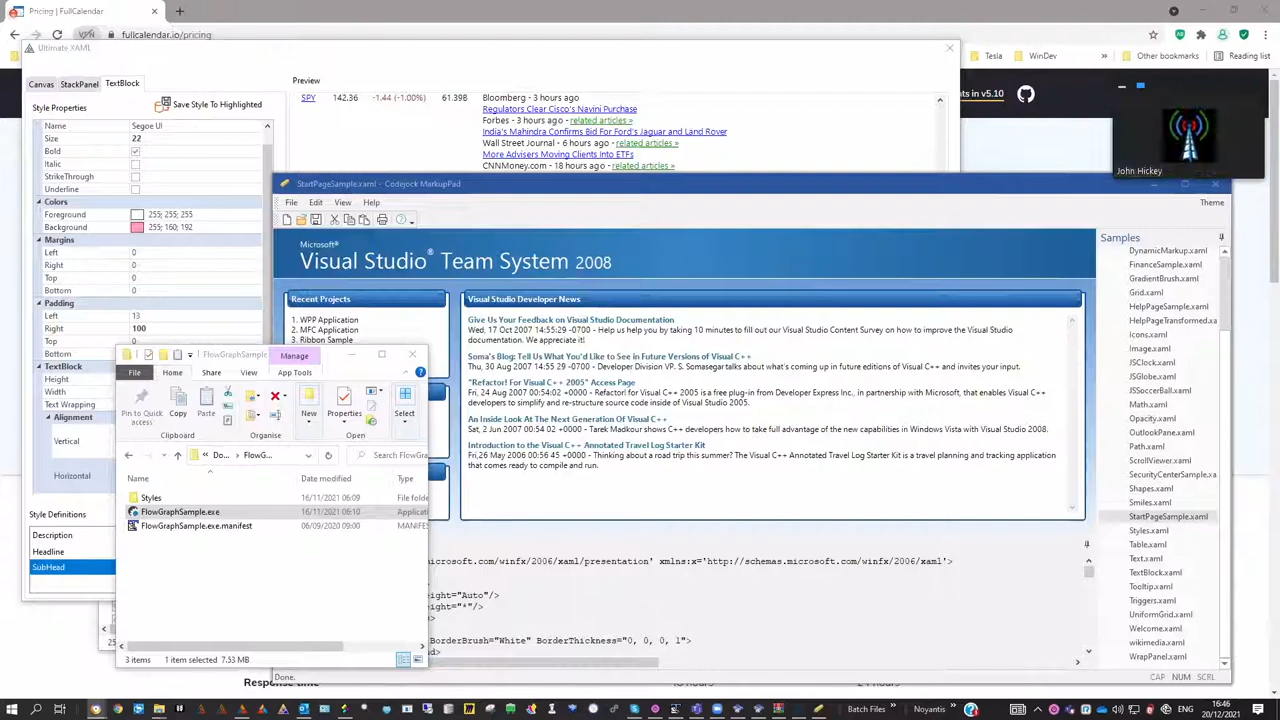 Pricing | FullCalendar
fullcalendar.io/pricing
Tesla
WinDev
Other bookmarks
Reading list
Ultimate XAML
Canvas
StackPanel
TextBlock
Preview
Style Properties
Save Style To Highlighted
Name Segoe UI
Size 22
Bold
Italic
StrikeThrough
Underline
Colors
Foreground 255; 255; 255
Background 255; 160; 192
Margins
Left 0
Right 0
Top 0
Bottom 0
Padding
Left 13
Right 100
Top
Bottom
TextBlock
Height
Width
Text Wrapping
Alignment
Vertical
Horizontal
Style Definitions
Description
Headline
SubHead
SPY 142.36 -1.44 (-1.00%) 61.398
Bloomberg - 3 hours ago
Regulators Clear Cisco's Navini Purchase
Forbes - 3 hours ago - related articles »
India's Mahindra Confirms Bid For Ford's Jaguar and Land Rover
Wall Street Journal - 6 hours ago - related articles »
More Advisers Moving Clients Into ETFs
CNNMoney.com - 18 hours ago - related articles »
nts in v5.10
John Hickey
StartPageSample.xaml - Codejock MarkupPad
File Edit View Help
Theme
Microsoft®
Visual Studio® Team System 2008
Recent Projects
1. WPP Application
2. MFC Application
3. Ribbon Sample
Visual Studio Developer News
Give Us Your Feedback on Visual Studio Documentation
Wed, 17 Oct 2007 14:55:29 -0700 - Help us help you by taking 10 minutes to fill out our Visual Studio Content Survey on how to improve the Visual Studio
documentation. We appreciate it!
Soma's Blog: Tell Us What You'd Like to See in Future Versions of Visual C++
Thu, 30 Aug 2007 14:55 29 -0700 - Developer Division VP. S. Somasegar talks about what's coming up in future editions of Visual C++ and invites your input.
"Refactor! For Visual C++ 2005" Access Page
Fri, 24 Aug 2007 00:54:02 +0000 - Refactor! for Visual C++ 2005 is a free plug-in from Developer Express Inc., in partnership with Microsoft, that enables Visual C++
developers to simplify and re-structure source code inside of Visual Studio 2005.
An Inside Look At The Next Generation Of Visual C++
Sat, 2 Jun 2007 00:54 02 +0000 - Tarek Madkour shows C++ developers how to take full advantage of the new capabilities in Windows Vista with Visual Studio 2008.
Introduction to the Visual C++ Annotated Travel Log Starter Kit
Fri,26 May 2006 00:56 45 +0000 - Thinking about a road trip this summer? The Visual C++ Annotated Travel Log Starter Kit is a travel planning and tracking application
that comes ready to compile and run.
icrosoft.com/winfx/2006/xaml/presentation' xmlns:x='http://schemas.microsoft.com/winfx/2006/xaml'>
eight="Auto"/>
eight="*"/>
BorderBrush="White" BorderThickness="0, 0, 0, 1">
Done.
CAP NUM SCRL
Samples
DynamicMarkup.xaml
FinanceSample.xaml
GradientBrush.xaml
Grid.xaml
HelpPageSample.xaml
HelpPageTransformed.xa
Icons.xaml
Image.xaml
JSClock.xaml
JSGlobe.xaml
JSSoccerBall.xaml
Math.xaml
Opacity.xaml
OutlookPane.xaml
Path.xaml
ScrollViewer.xaml
SecurityCenterSample.xa
Shapes.xaml
Smiles.xaml
StartPageSample.xaml
Styles.xaml
Table.xaml
Text.xaml
TextBlock.xaml
Tooltip.xaml
Triggers.xaml
UniformGrid.xaml
Welcome.xaml
wikimedia.xaml
WrapPanel.xaml
FlowGraphSample
Manage
File Home Share View App Tools
Pin to Quick
access
Copy
Paste
New
Properties
Select
Clipboard Organise Open
Do... FlowG...
Search FlowGra
Name Date modified Type
Styles 16/11/2021 06:09 File folde
FlowGraphSample.exe 16/11/2021 06:10 Applicati
FlowGraphSample.exe.manifest 06/09/2020 09:00 MANIFES
3 items 1 item selected 7.53 MB
Response time
Batch Files
Noyantis
ENG
16:46
20/12/2021